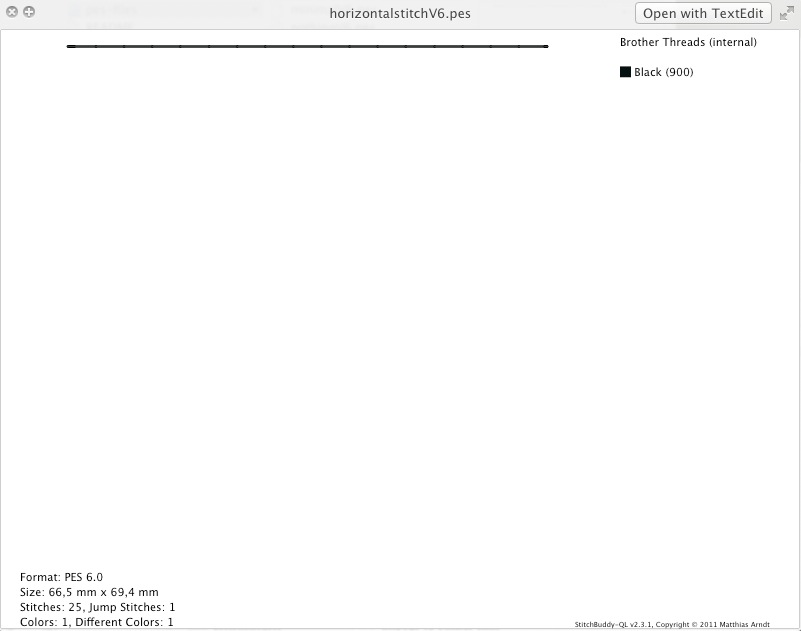 horizontalstitchV6.pes
Open with TextEdit
Brother Threads (internal)
Black (900)
Format: PES 6.0
Size: 66,5 mm x 69,4 mm
Stitches: 25, Jump Stitches: 1
Colors: 1, Different Colors: 1
StitchBuddy-QL v2.3.1, Copyright © 2011 Matthias Arndt